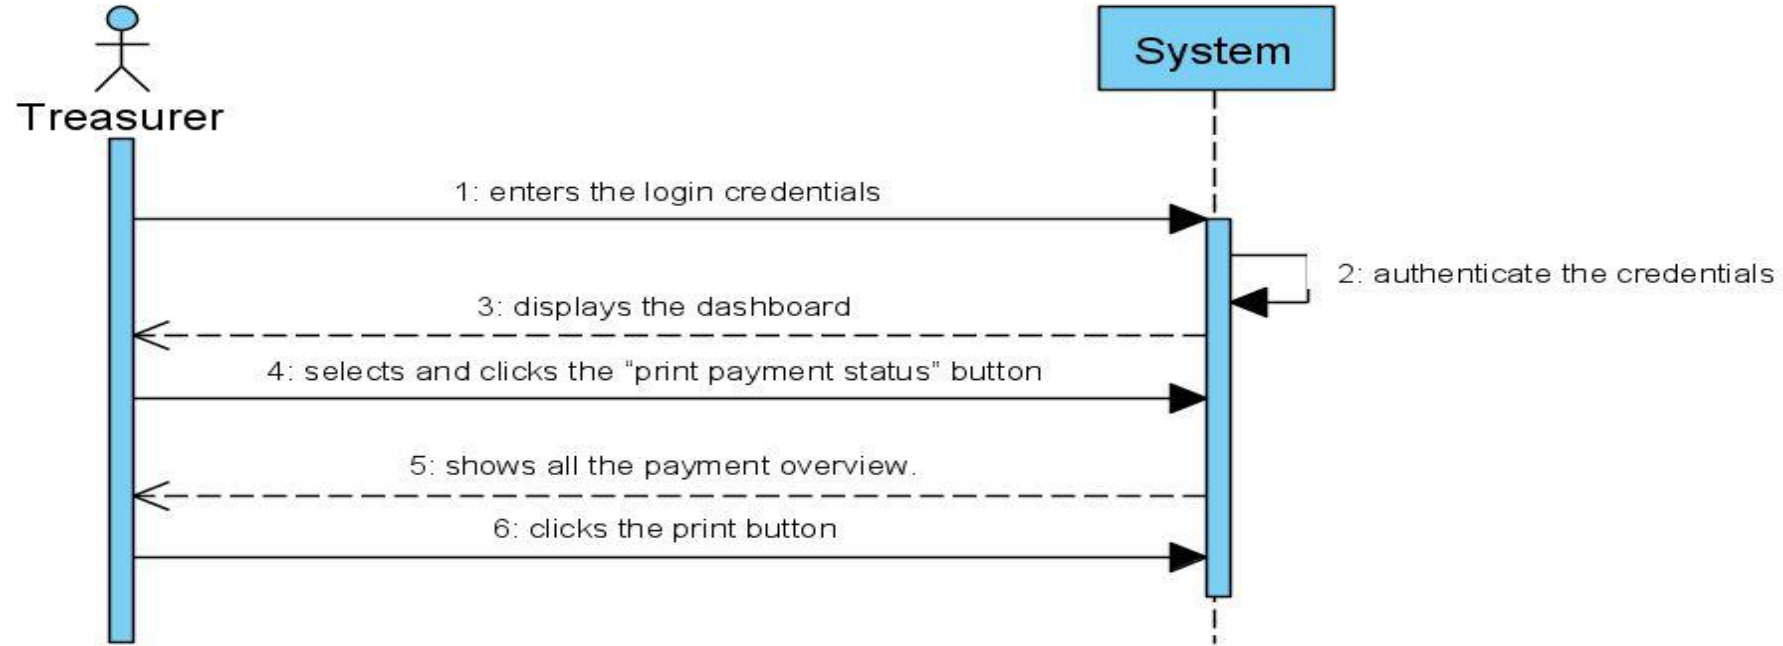 Treasurer
System
1: enters the login credentials
2: authenticate the credentials
3: displays the dashboard
4: selects and clicks the “print payment status” button
5: shows all the payment overview.
6: clicks the print button